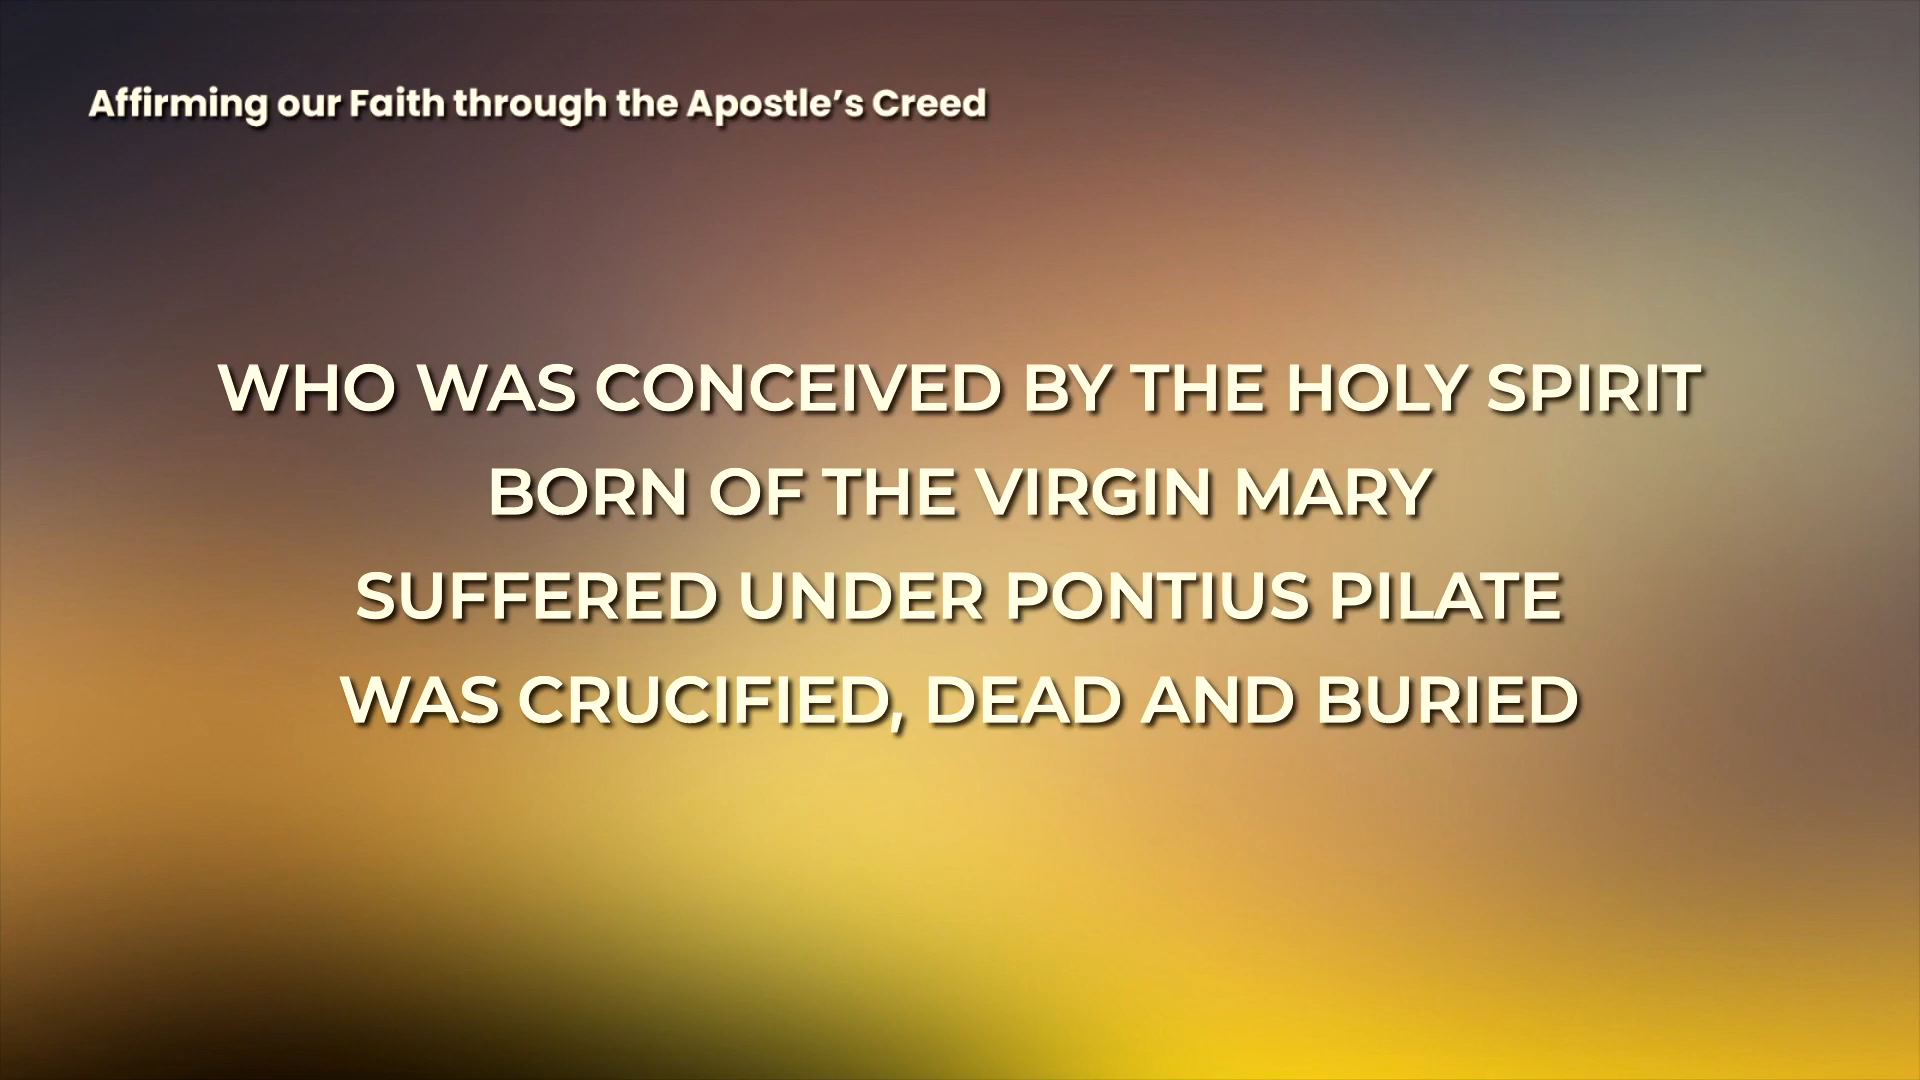 Affirming our Faith through the Apostle’s Creed
WHO WAS CONCEIVED BY THE HOLY SPIRIT
BORN OF THE VIRGIN MARY
SUFFERED UNDER PONTIUS PILATE
WAS CRUCIFIED, DEAD AND BURIED